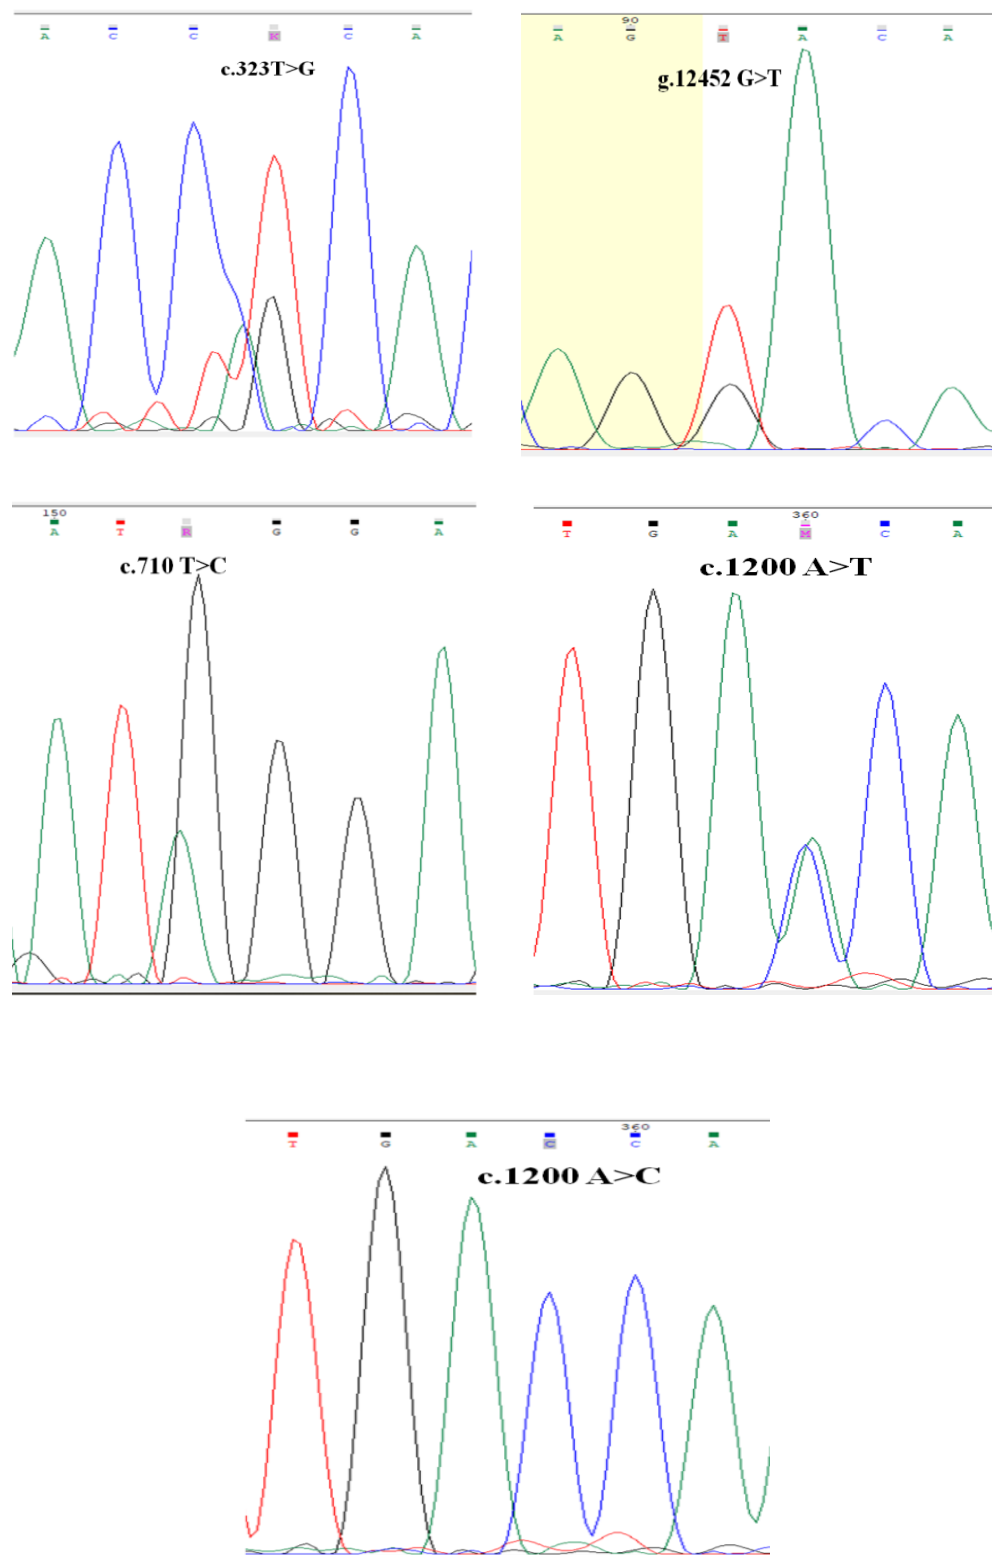 A C C K C A
c.323T>G
90
A G T A C A
g.12452 G>T
150
A T R G G A
c.710 T>C
360
T G A M C A
c.1200 A>T
360
T G A C C A
c.1200 A>C